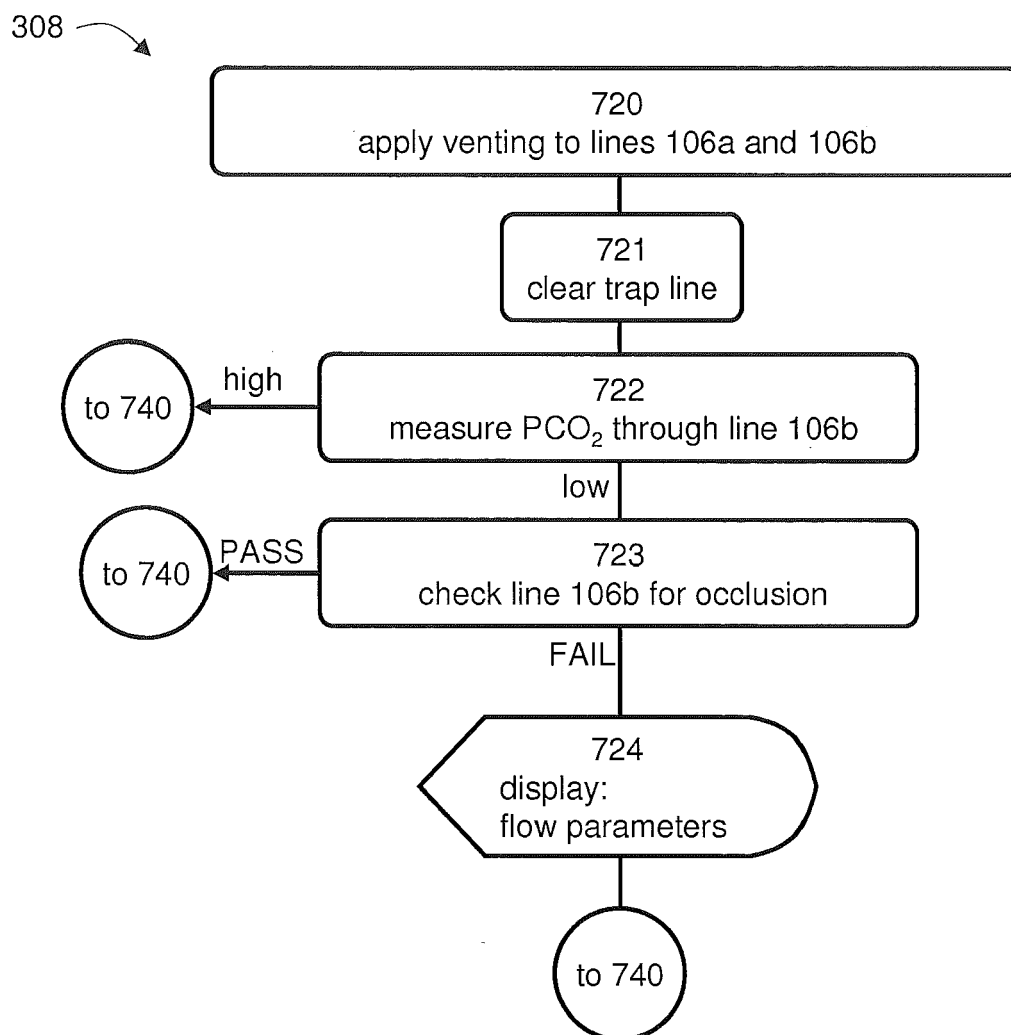 308
720
apply venting to lines 106a and 106b
721
clear trap line
high
to 740
722
measure PCO₂ through line 106b
low
PASS
to 740
723
check line 106b for occlusion
FAIL
724
display:
flow parameters
to 740